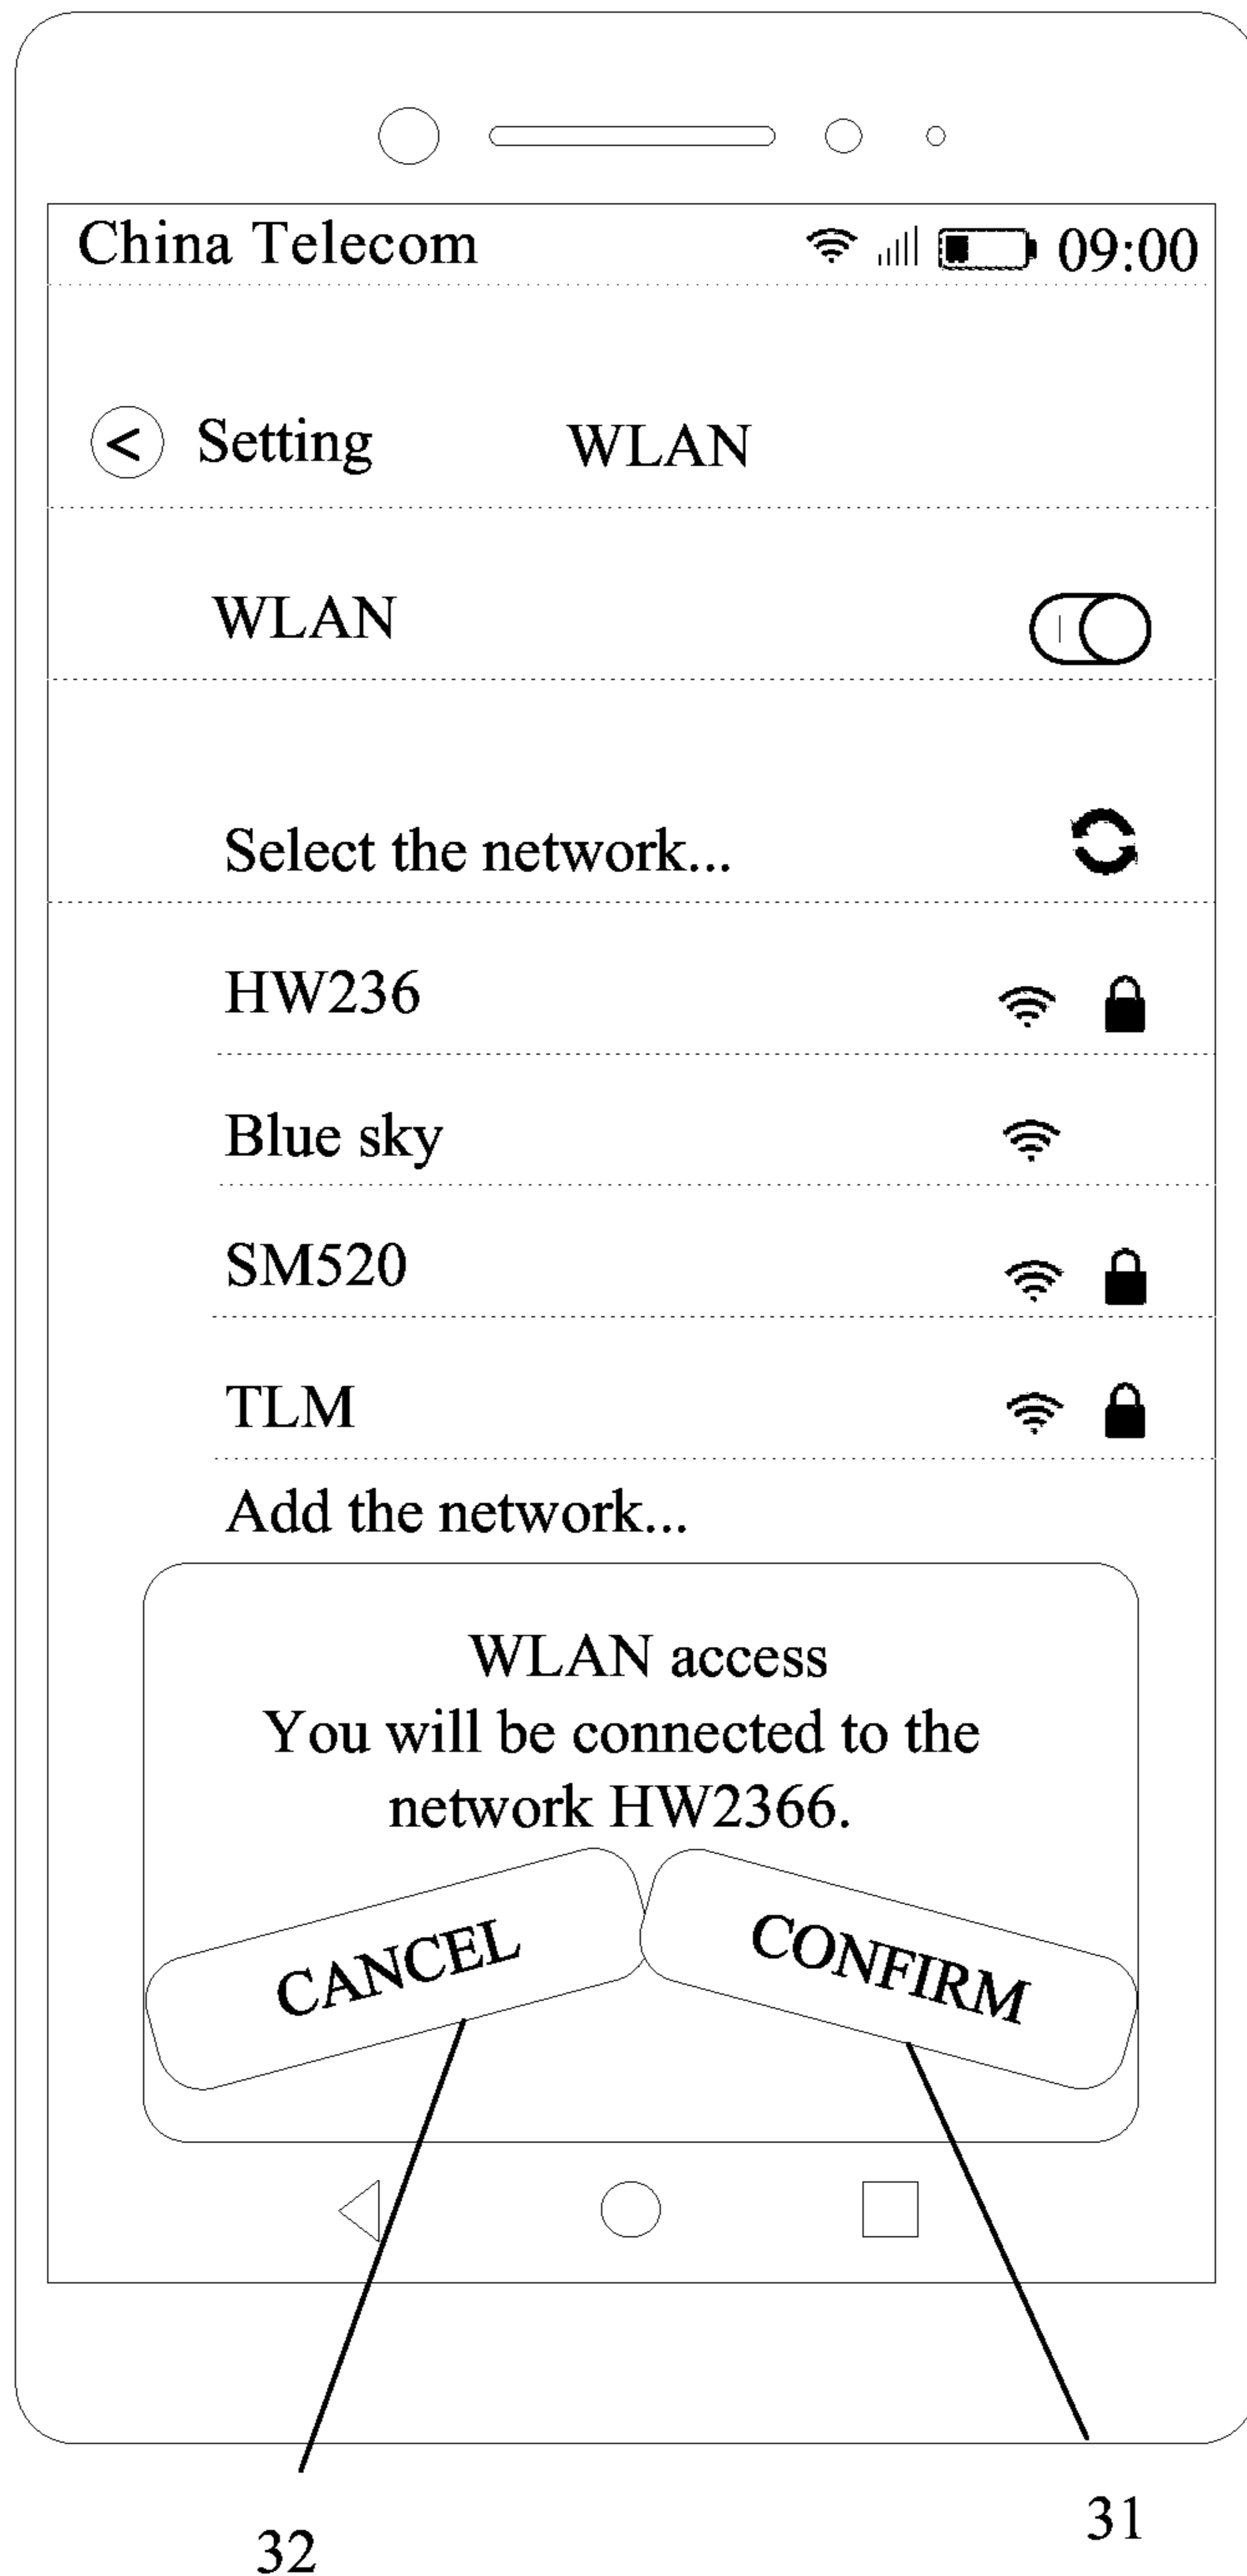 China Telecom 09:00
< Setting WLAN
WLAN
Select the network...
HW236
Blue sky
SM520
TLM
Add the network...
WLAN access
You will be connected to the
network HW2366.
CANCEL CONFIRM
31
32